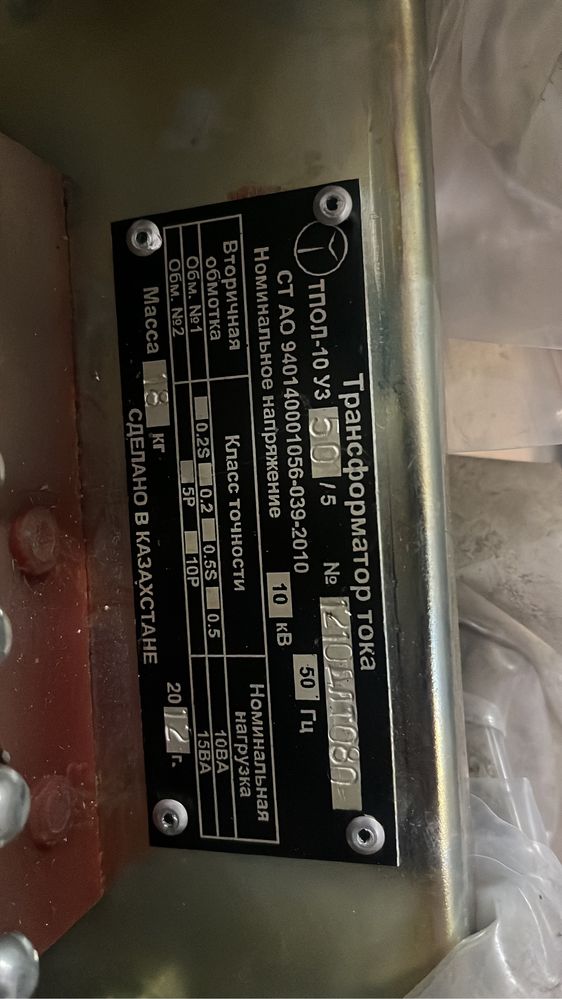 Трансформатор тока
ТПОЛ-10 У3 50 /5 № 1210
СТ АО 940140001056-039-2010 50 Гц
Номинальное напряжение 10 кВ
Вторичная обмотка Класс точности Номинальная нагрузка
Обм. №1 0.2S 0.2 0.5S 0.5 10ВА
Обм. №2 5Р 10Р 15ВА
Масса 18 кг 2012 г.
СДЕЛАНО В КАЗАХСТАНЕ